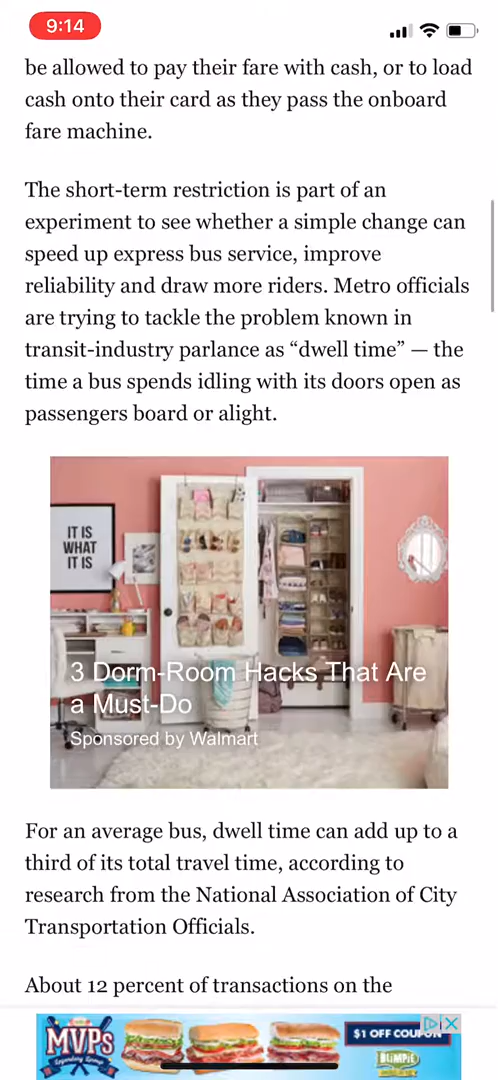 9:14
be allowed to pay their fare with cash, or to load
cash onto their card as they pass the onboard
fare machine.
The short-term restriction is part of an
experiment to see whether a simple change can
speed up express bus service, improve
reliability and draw more riders. Metro officials
are trying to tackle the problem known in
transit-industry parlance as “dwell time” — the
time a bus spends idling with its doors open as
passengers board or alight.
IT IS
WHAT
IT IS
3 Dorm-Room Hacks That Are
a Must-Do
Sponsored by Walmart
For an average bus, dwell time can add up to a
third of its total travel time, according to
research from the National Association of City
Transportation Officials.
About 12 percent of transactions on the
MVPs
$1 OFF COUPON
BLIMPIE